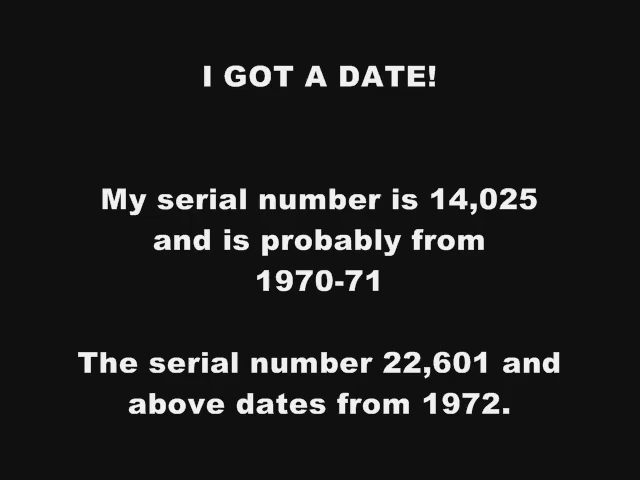 I GOT A DATE!
My serial number is 14,025
and is probably from
1970-71
The serial number 22,601 and
above dates from 1972.